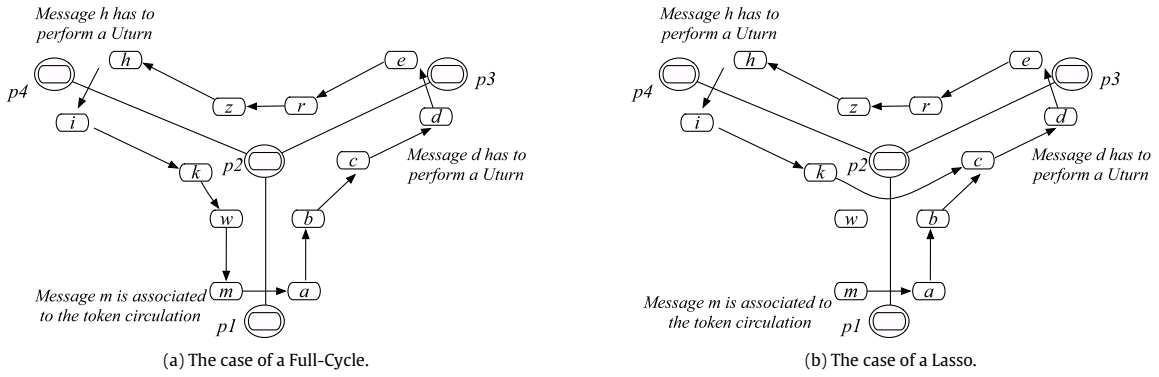 Message h has to
perform a Uturn
h
e
p4
p3
z
r
i
d
p2
c
Message d has to
perform a Uturn
k
w
b
Message m is associated
to the token circulation
m
a
p1
(a) The case of a Full-Cycle.
Message h has to
perform a Uturn
h
e
p4
p3
z
r
i
d
p2
c
Message d has to
perform a Uturn
k
w
b
Message m is associated to
the token circulation
m
a
p1
(b) The case of a Lasso.